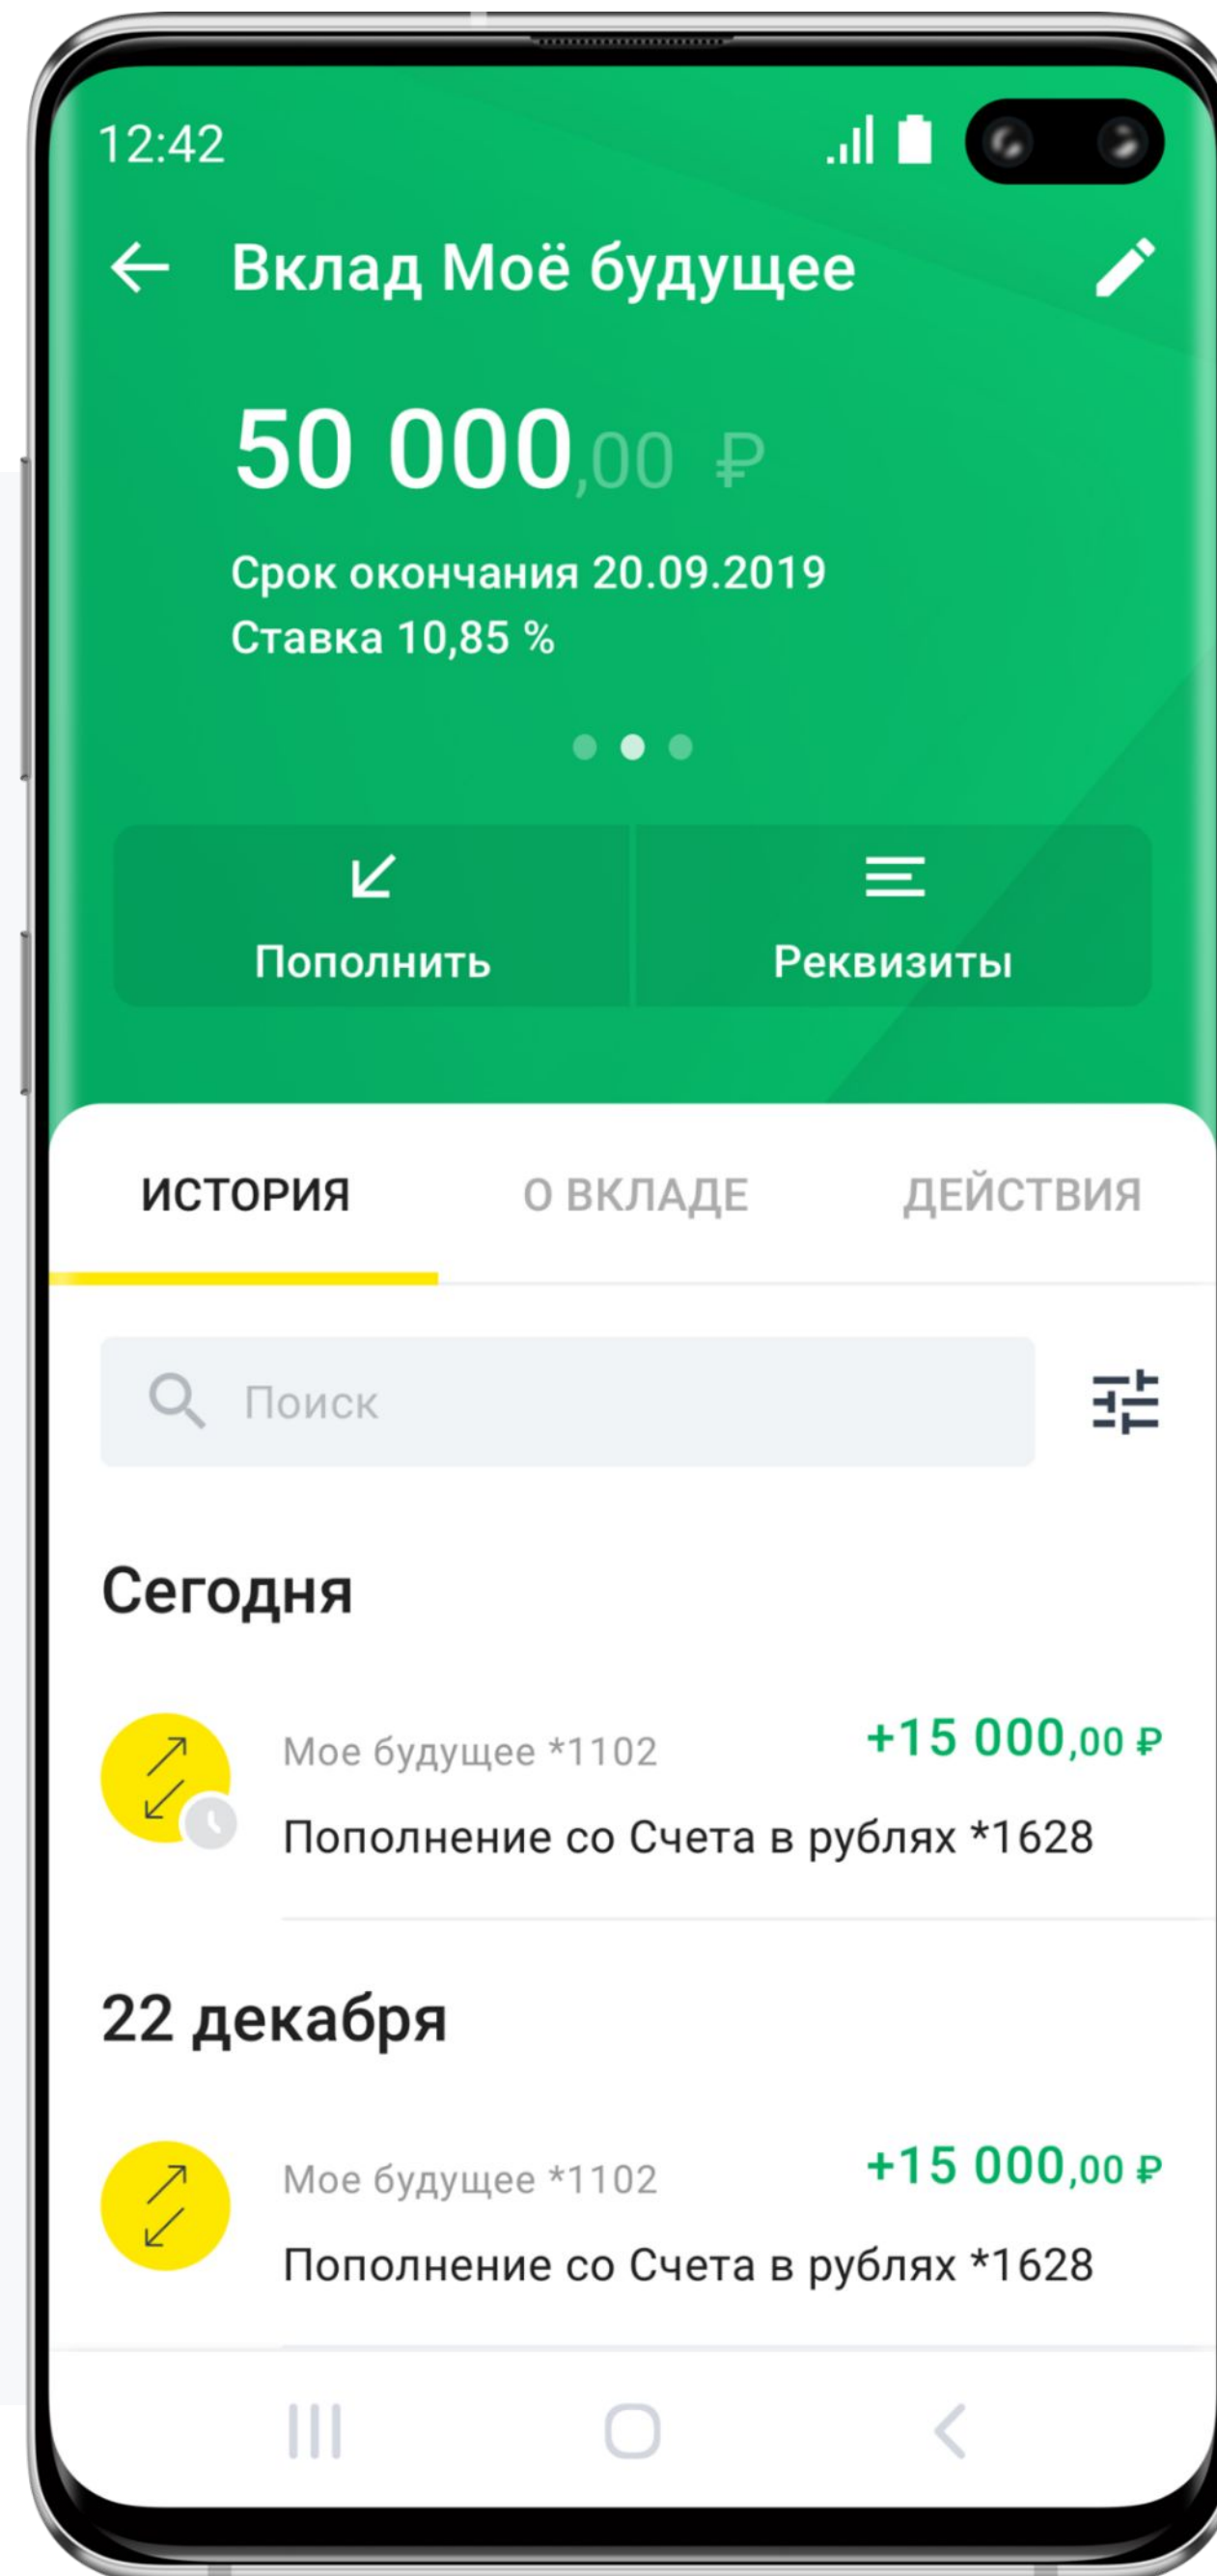 12:42
Вклад Моё будущее
50 000,00 ₽
Срок окончания 20.09.2019
Ставка 10,85 %
Пополнить
Реквизиты
ИСТОРИЯ
О ВКЛАДЕ
ДЕЙСТВИЯ
Поиск
Сегодня
Мое будущее *1102
+15 000,00 ₽
Пополнение со Счета в рублях *1628
22 декабря
Мое будущее *1102
+15 000,00 ₽
Пополнение со Счета в рублях *1628